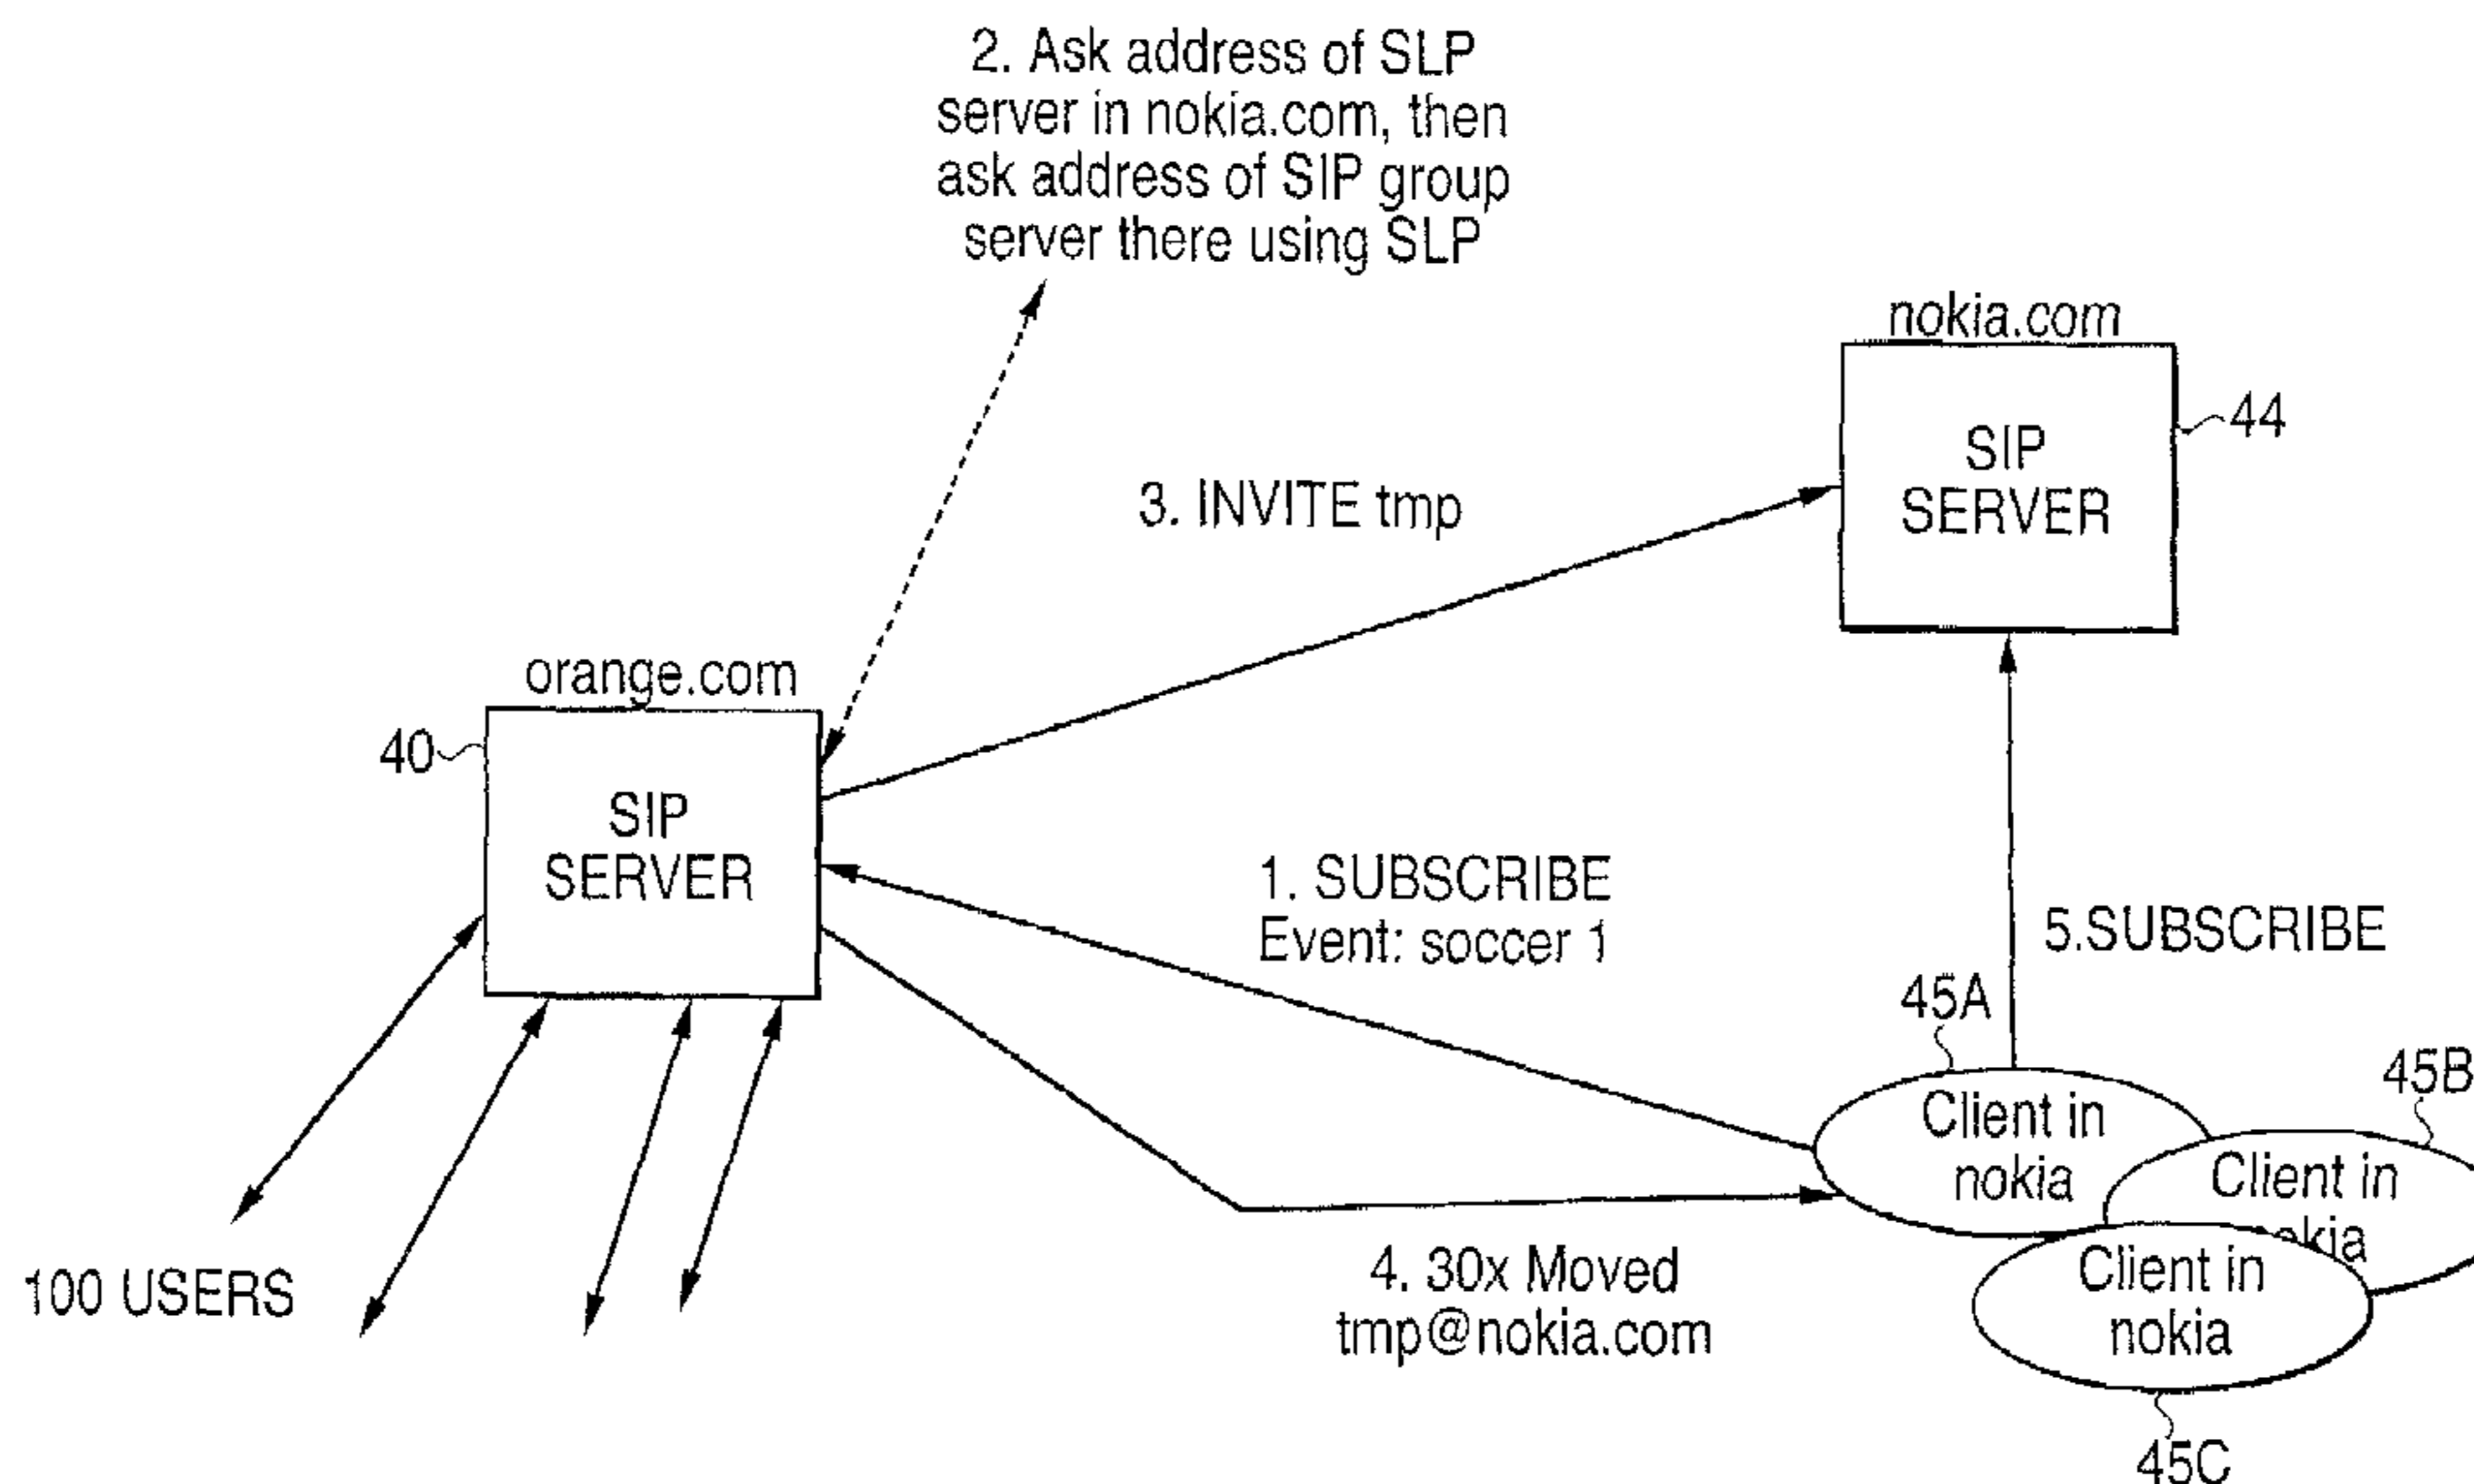 2. Ask address of SLP
server in nokia.com, then
ask address of SIP group
server there using SLP
nokia.com
SIP
SERVER
44
3. INVITE tmp
orange.com
40
SIP
SERVER
1. SUBSCRIBE
Event: soccer 1
5.SUBSCRIBE
45A
Client in
nokia
45B
Client in
Client in
nokia
45C
100 USERS
4. 30x Moved
tmp@nokia.com